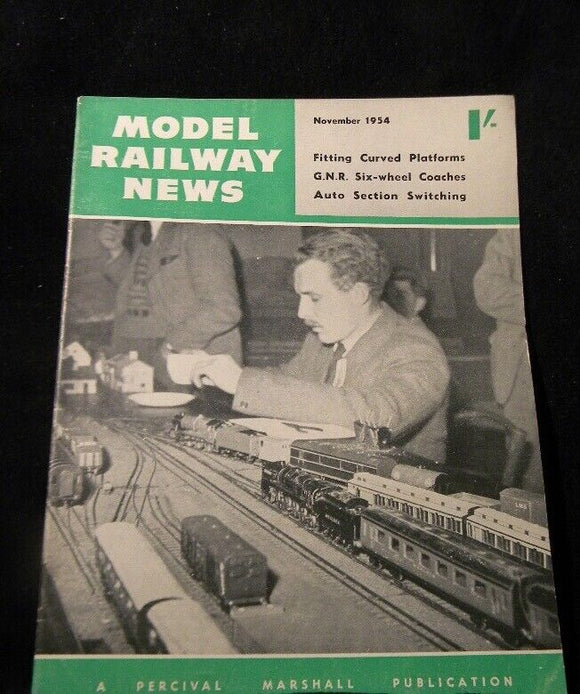 MODEL
RAILWAY
NEWS
November 1954
1/-
Fitting Curved Platforms
G.N.R. Six-wheel Coaches
Auto Section Switching
A PERCIVAL MARSHALL PUBLICATION